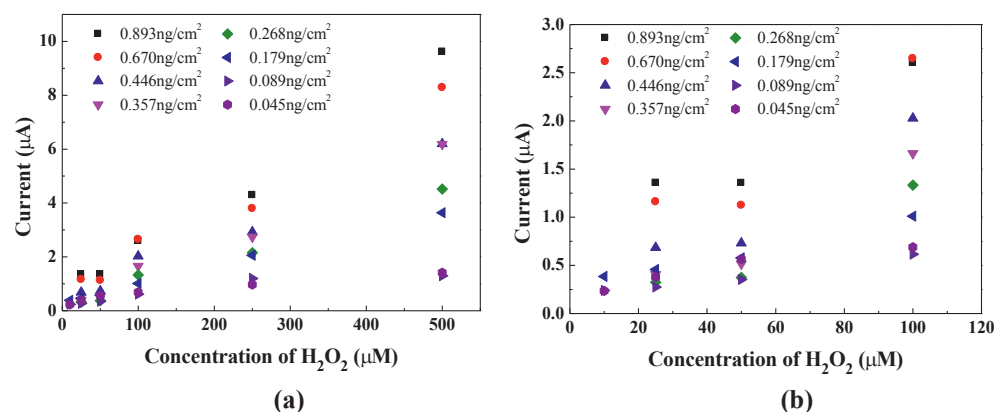 0.893ng/cm² 0.268ng/cm²
0.670ng/cm² 0.179ng/cm²
0.446ng/cm² 0.089ng/cm²
0.357ng/cm² 0.045ng/cm²
Current (μA)
10
8
6
4
2
0
0 100 200 300 400 500
Concentration of H₂O₂ (μM)
(a)
0.893ng/cm² 0.268ng/cm²
0.670ng/cm² 0.179ng/cm²
0.446ng/cm² 0.089ng/cm²
0.357ng/cm² 0.045ng/cm²
Current (μA)
3.0
2.5
2.0
1.5
1.0
0.5
0.0
0 20 40 60 80 100 120
Concentration of H₂O₂ (μM)
(b)